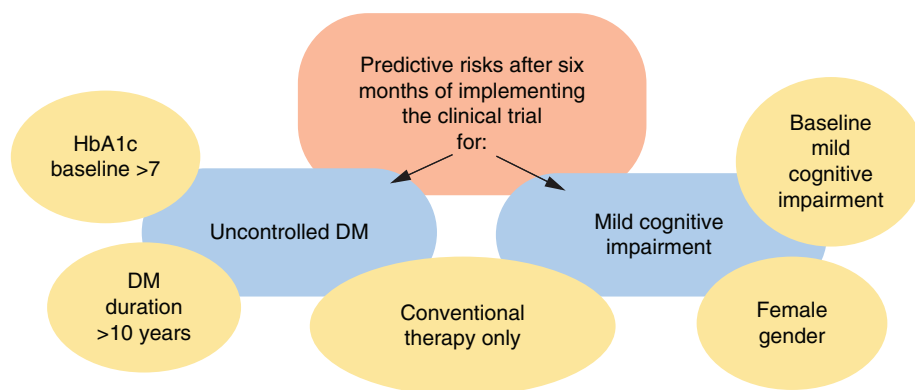 Predictive risks after six
months of implementing
the clinical trial
for:
HbA1c
baseline >7
Baseline
mild
cognitive
impairment
Uncontrolled DM
Mild cognitive
impairment
DM
duration
>10 years
Conventional
therapy only
Female
gender